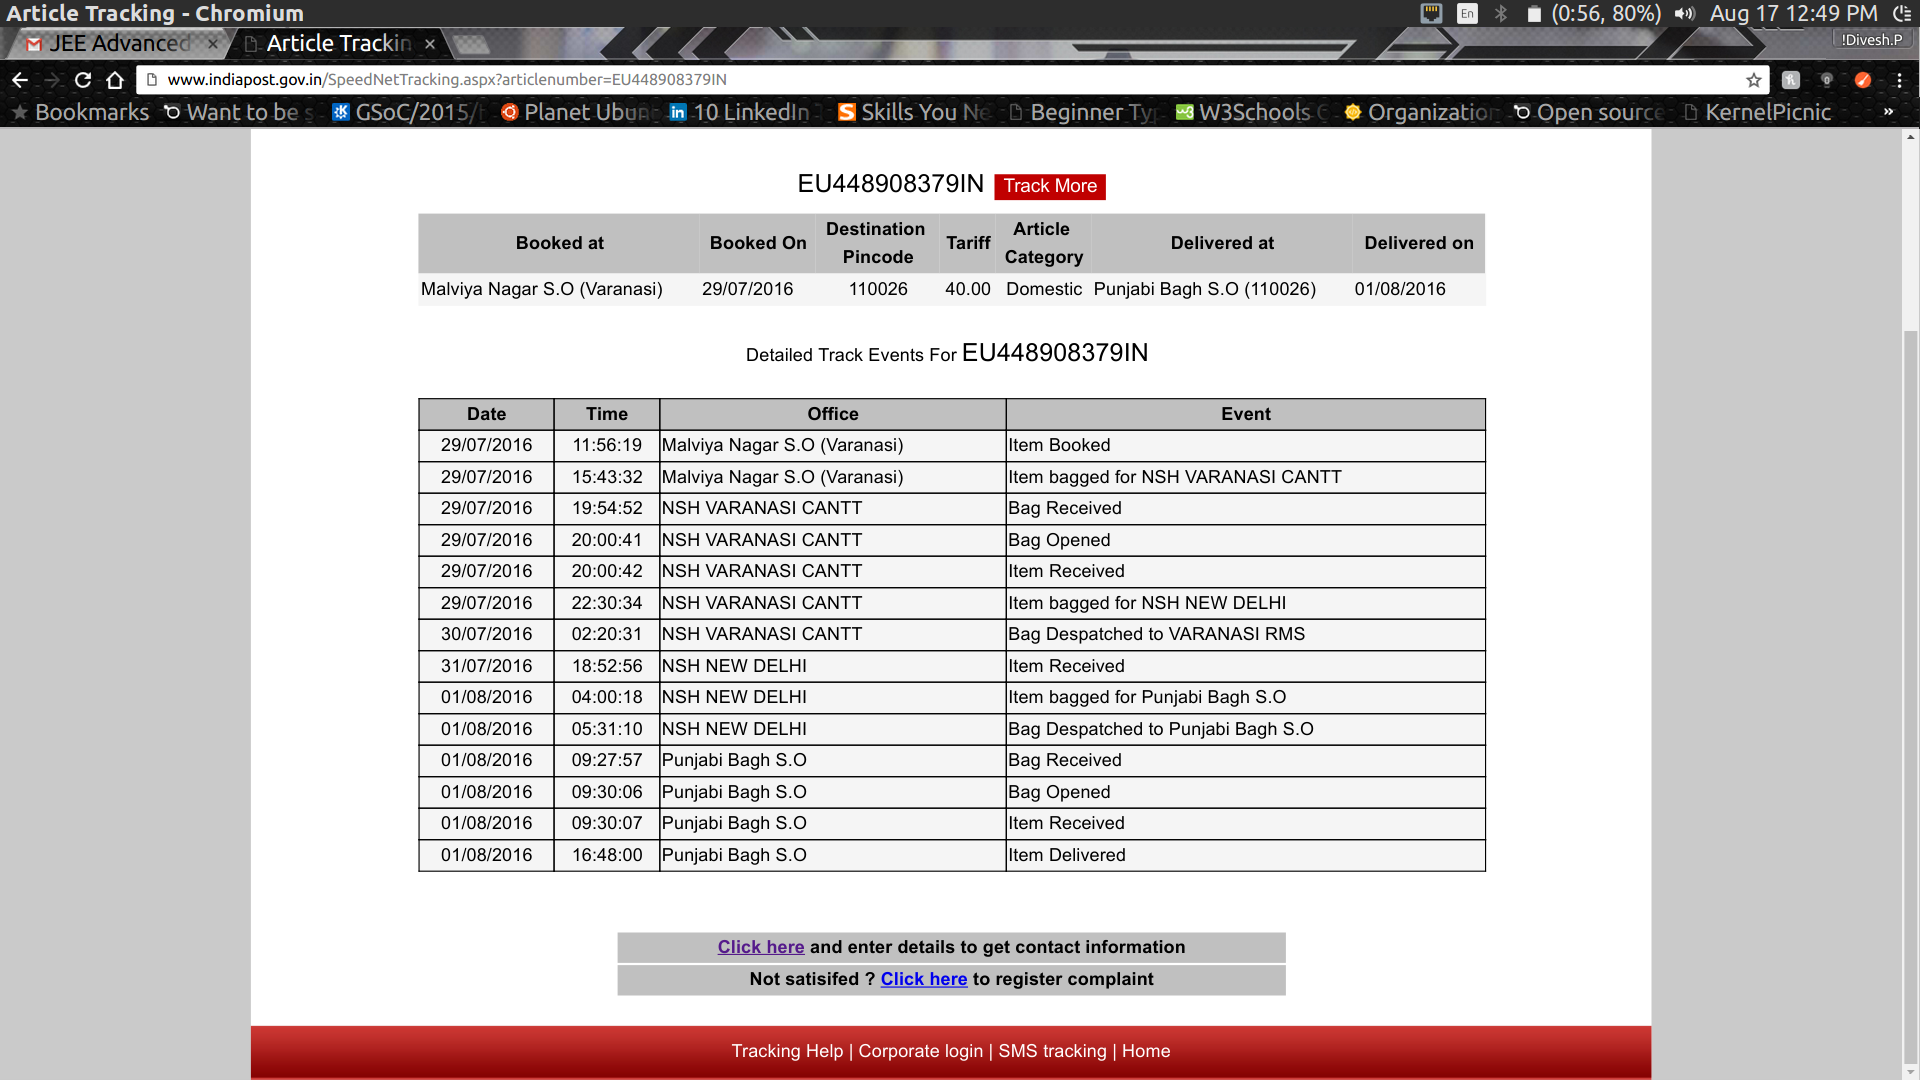 Article Tracking - Chromium
En (0:56, 80%) Aug 17 12:49 PM
JEE Advanced × Article Trackin × !Divesh.P
www.indiapost.gov.in/SpeedNetTracking.aspx?articlenumber=EU448908379IN
Bookmarks Want to be GSoC/2015/ Planet Ubun 10 LinkedIn Skills You Ne Beginner Ty W3Schools Organization Open source KernelPicnic »
EU448908379IN Track More
Booked at Booked On Destination Pincode Tariff Article Category Delivered at Delivered on
Malviya Nagar S.O (Varanasi) 29/07/2016 110026 40.00 Domestic Punjabi Bagh S.O (110026) 01/08/2016
Detailed Track Events For EU448908379IN
Date Time Office Event
29/07/2016 11:56:19 Malviya Nagar S.O (Varanasi) Item Booked
29/07/2016 15:43:32 Malviya Nagar S.O (Varanasi) Item bagged for NSH VARANASI CANTT
29/07/2016 19:54:52 NSH VARANASI CANTT Bag Received
29/07/2016 20:00:41 NSH VARANASI CANTT Bag Opened
29/07/2016 20:00:42 NSH VARANASI CANTT Item Received
29/07/2016 22:30:34 NSH VARANASI CANTT Item bagged for NSH NEW DELHI
30/07/2016 02:20:31 NSH VARANASI CANTT Bag Despatched to VARANASI RMS
31/07/2016 18:52:56 NSH NEW DELHI Item Received
01/08/2016 04:00:18 NSH NEW DELHI Item bagged for Punjabi Bagh S.O
01/08/2016 05:31:10 NSH NEW DELHI Bag Despatched to Punjabi Bagh S.O
01/08/2016 09:27:57 Punjabi Bagh S.O Bag Received
01/08/2016 09:30:06 Punjabi Bagh S.O Bag Opened
01/08/2016 09:30:07 Punjabi Bagh S.O Item Received
01/08/2016 16:48:00 Punjabi Bagh S.O Item Delivered
Click here and enter details to get contact information
Not satisifed ? Click here to register complaint
Tracking Help | Corporate login | SMS tracking | Home